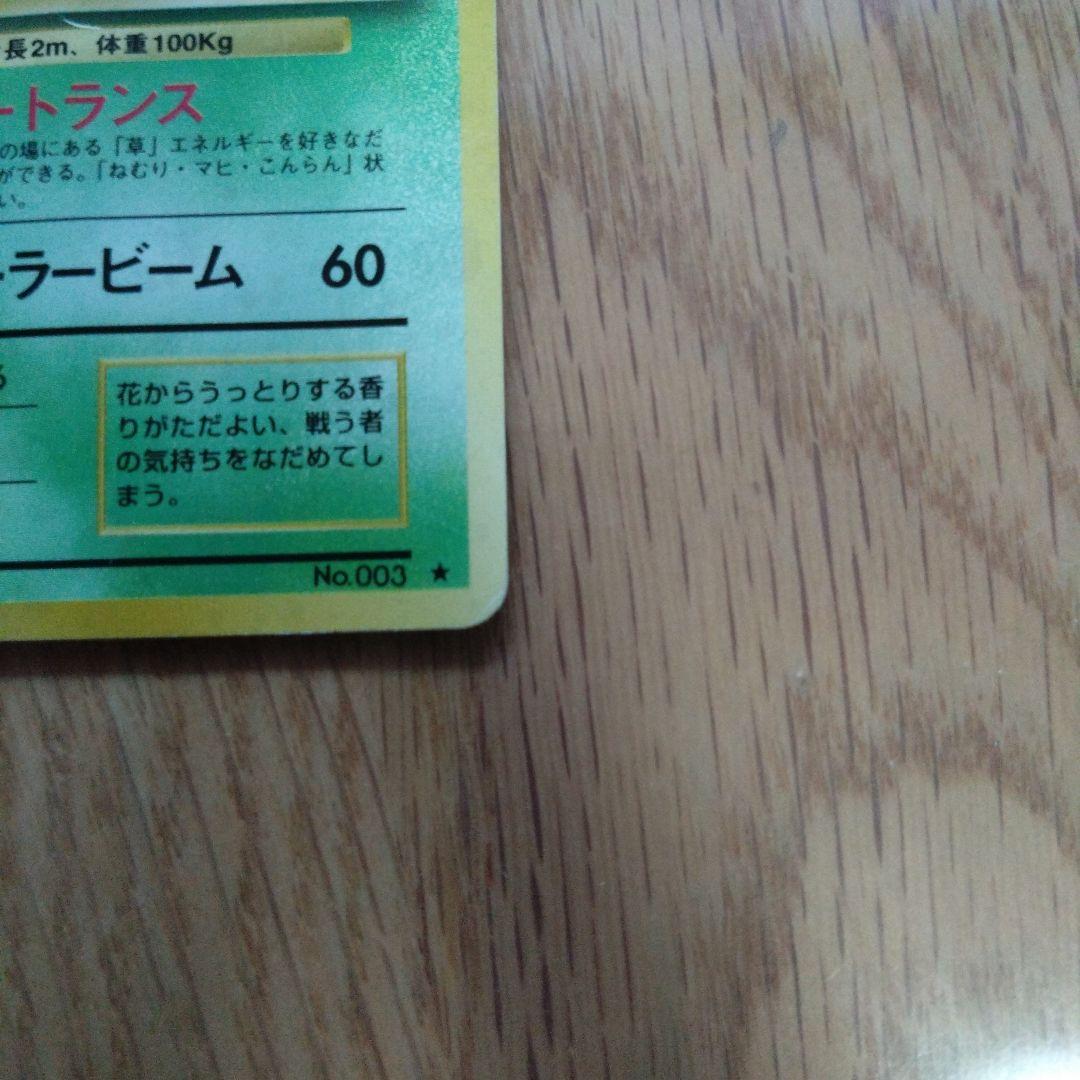 長2m、体重100Kg
ートランス
の場にある「草」エネルギーを好きなだ
ができる。「ねむり・マヒ・こんらん」状
い。
ーラービーム 60
花からうっとりする香
りがただよい、戦う者
の気持ちをなだめてし
まう。
No.003 ★